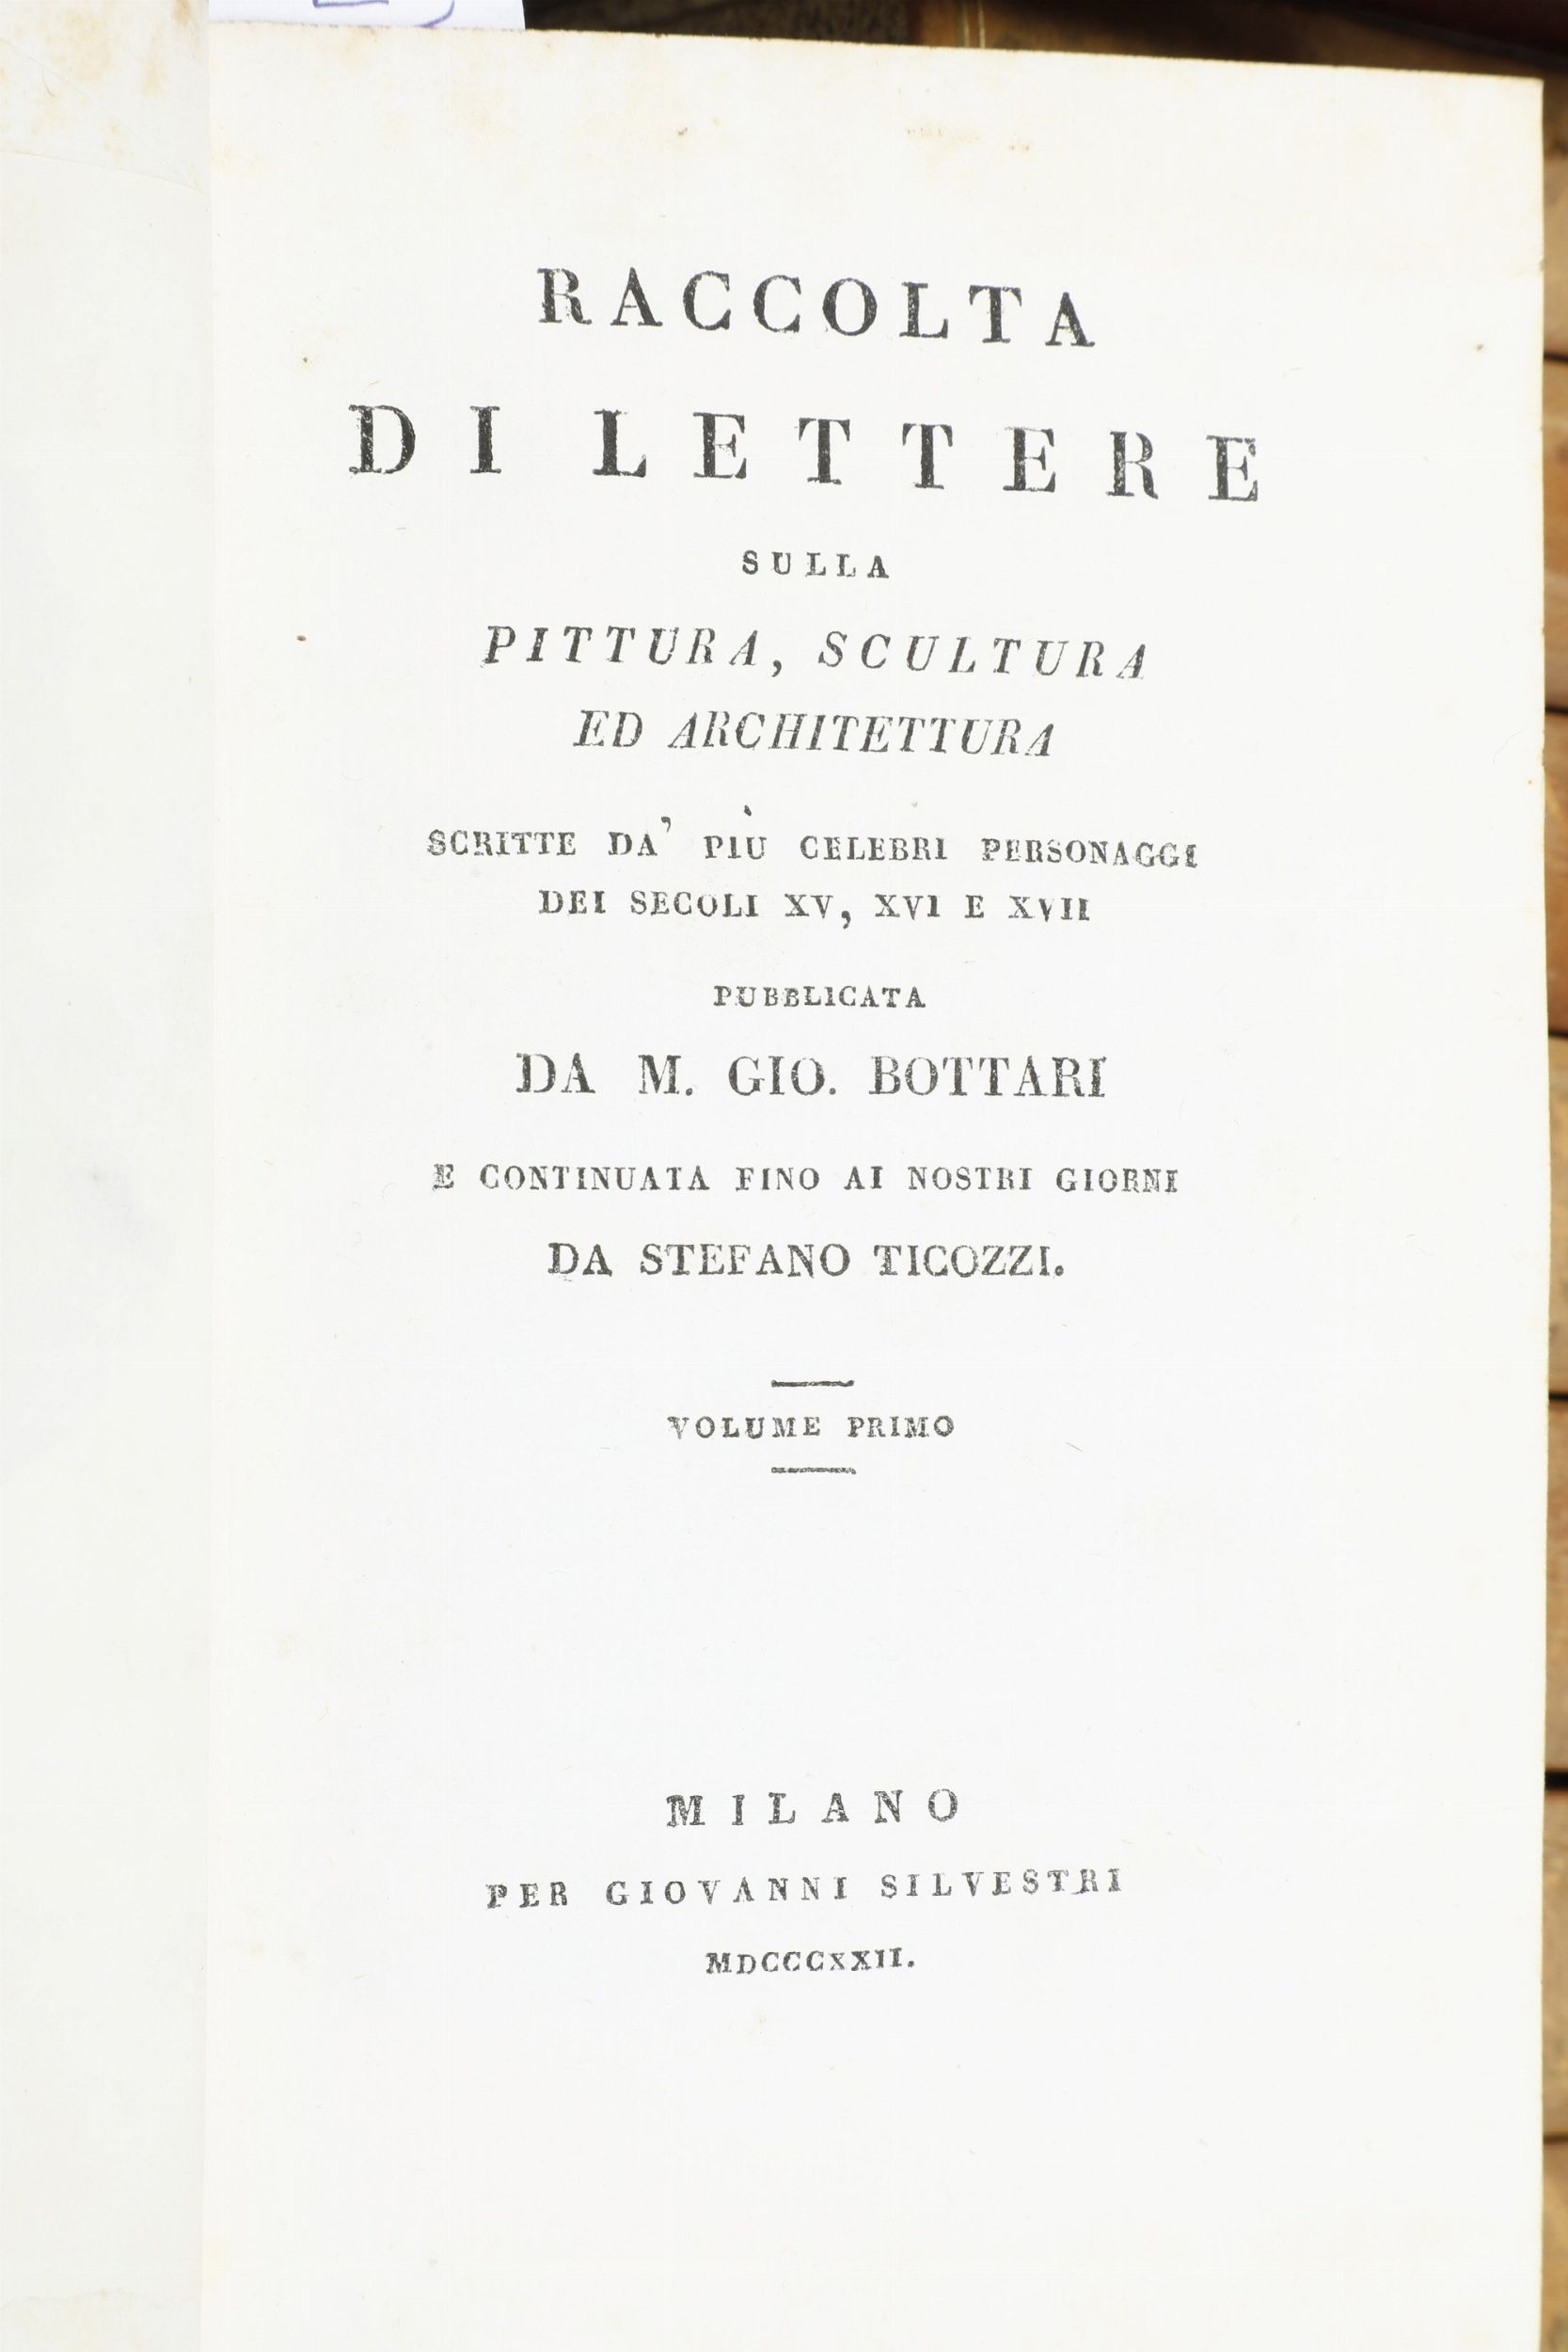 RACCOLTA
DI LETTERE
SULLA
PITTURA, SCULTURA
ED ARCHITETTURA
SCRITTE DA' PIÙ CELEBRI PERSONAGGI
DEI SECOLI XV, XVI E XVII
PUBBLICATA
DA M. GIO. BOTTARI
E CONTINUATA FINO AI NOSTRI GIORNI
DA STEFANO TICOZZI.
VOLUME PRIMO
MILANO
PER GIOVANNI SILVESTRI
MDCCCXXII.